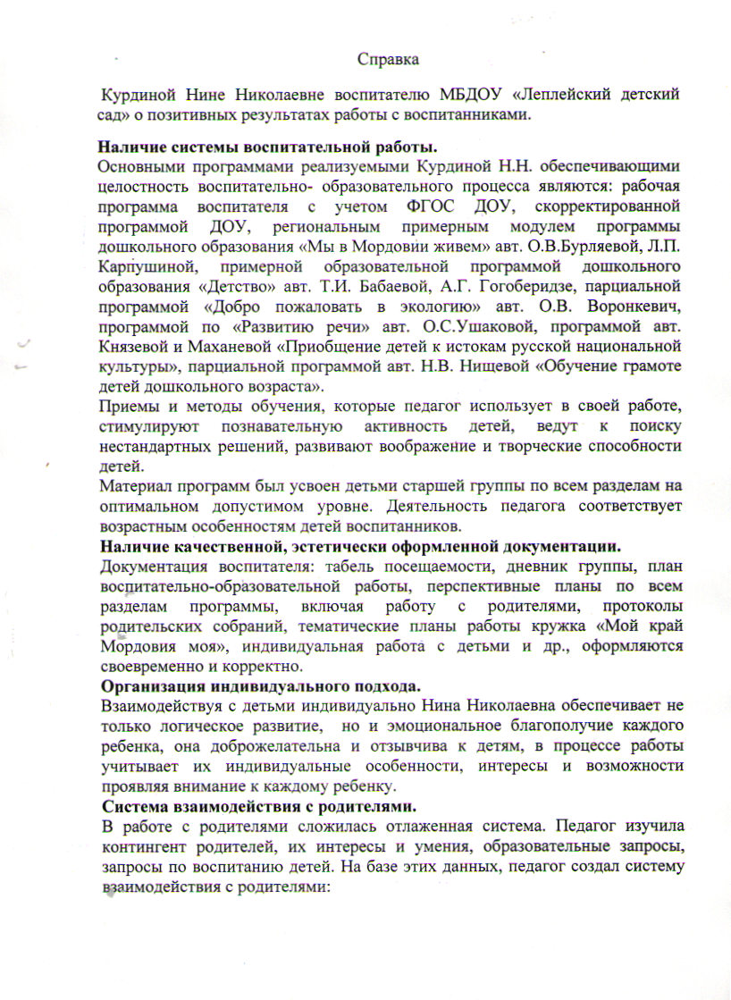 Справка
Курдиной Нине Николаевне воспитателю МБДОУ «Леплейский детский
сад» о позитивных результатах работы с воспитанниками.
Наличие системы воспитательной работы.
Основными программами реализуемыми Курдиной Н.Н. обеспечивающими
целостность воспитательно- образовательного процесса являются: рабочая
программа воспитателя с учетом ФГОС ДОУ, скорректированной
программой ДОУ, региональным примерным модулем программы
дошкольного образования «Мы в Мордовии живем» авт. О.В.Бурляевой, Л.П.
Карпушиной, примерной образовательной программой дошкольного
образования «Детство» авт. Т.И. Бабаевой, А.Г. Гогоберидзе, парциальной
программой «Добро пожаловать в экологию» авт. О.В. Воронкевич,
программой по «Развитию речи» авт. О.С.Ушаковой, программой авт.
Князевой и Маханевой «Приобщение детей к истокам русской национальной
культуры», парциальной программой авт. Н.В. Нищевой «Обучение грамоте
детей дошкольного возраста».
Приемы и методы обучения, которые педагог использует в своей работе,
стимулируют познавательную активность детей, ведут к поиску
нестандартных решений, развивают воображение и творческие способности
детей.
Материал программ был усвоен детьми старшей группы по всем разделам на
оптимальном допустимом уровне. Деятельность педагога соответствует
возрастным особенностям детей воспитанников.
Наличие качественной, эстетически оформленной документации.
Документация воспитателя: табель посещаемости, дневник группы, план
воспитательно-образовательной работы, перспективные планы по всем
разделам программы, включая работу с родителями, протоколы
родительских собраний, тематические планы работы кружка «Мой край
Мордовия моя», индивидуальная работа с детьми и др., оформляются
своевременно и корректно.
Организация индивидуального подхода.
Взаимодействуя с детьми индивидуально Нина Николаевна обеспечивает не
только логическое развитие, но и эмоциональное благополучие каждого
ребенка, она доброжелательна и отзывчива к детям, в процессе работы
учитывает их индивидуальные особенности, интересы и возможности
проявляя внимание к каждому ребенку.
Система взаимодействия с родителями.
В работе с родителями сложилась отлаженная система. Педагог изучила
контингент родителей, их интересы и умения, образовательные запросы,
запросы по воспитанию детей. На базе этих данных, педагог создал систему
взаимодействия с родителями: